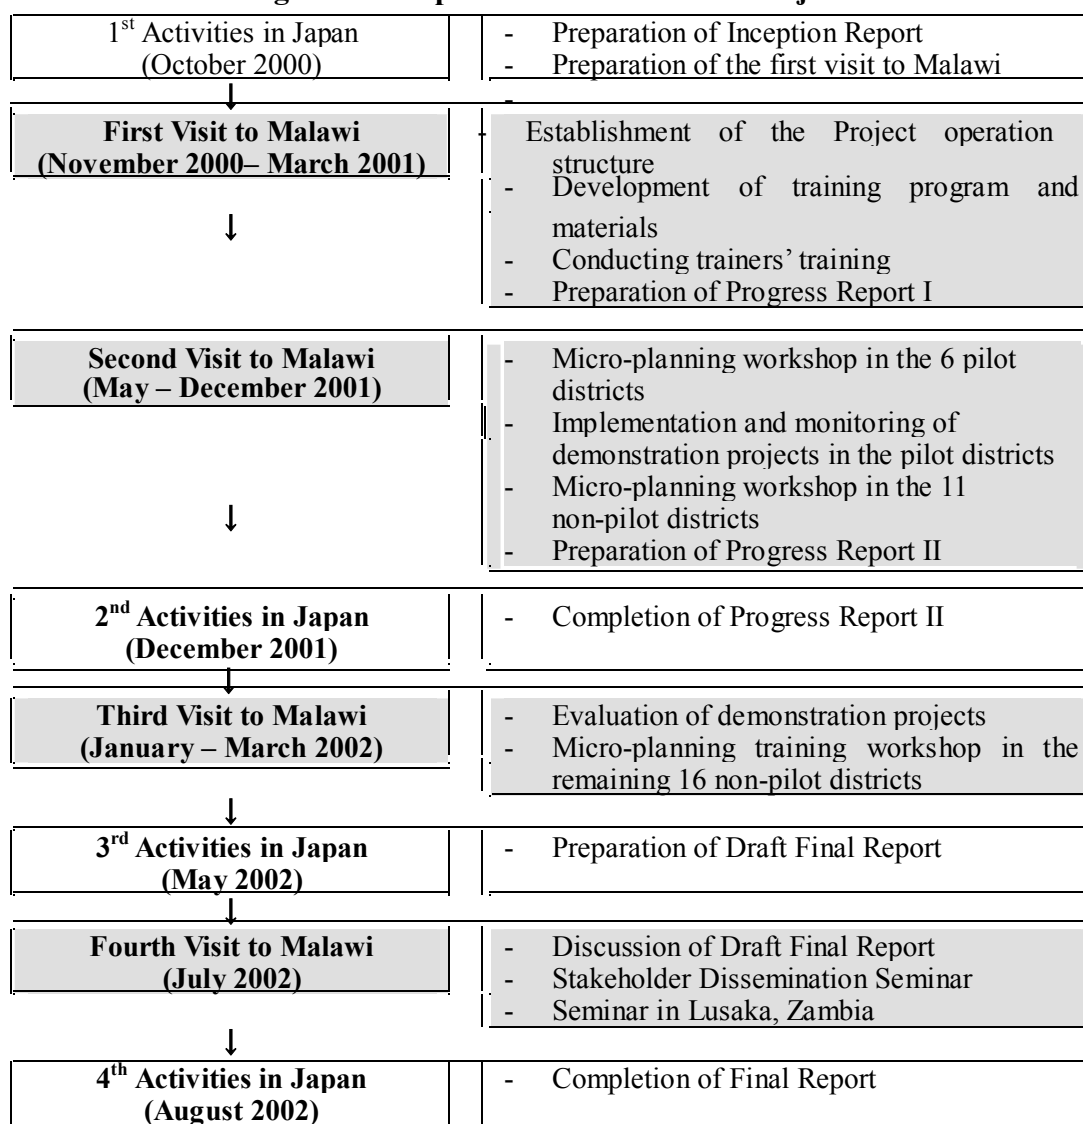 1st Activities in Japan
(October 2000)
- Preparation of Inception Report
- Preparation of the first visit to Malawi
-
↓
First Visit to Malawi
(November 2000– March 2001)
- Establishment of the Project operation
structure
- Development of training program and
materials
- Conducting trainers’ training
- Preparation of Progress Report I
↓
Second Visit to Malawi
(May – December 2001)
- Micro-planning workshop in the 6 pilot
districts
- Implementation and monitoring of
demonstration projects in the pilot districts
- Micro-planning workshop in the 11
non-pilot districts
- Preparation of Progress Report II
↓
2nd Activities in Japan
(December 2001)
- Completion of Progress Report II
↓
Third Visit to Malawi
(January – March 2002)
- Evaluation of demonstration projects
- Micro-planning training workshop in the
remaining 16 non-pilot districts
↓
3rd Activities in Japan
(May 2002)
- Preparation of Draft Final Report
↓
Fourth Visit to Malawi
(July 2002)
- Discussion of Draft Final Report
- Stakeholder Dissemination Seminar
- Seminar in Lusaka, Zambia
↓
4th Activities in Japan
(August 2002)
- Completion of Final Report